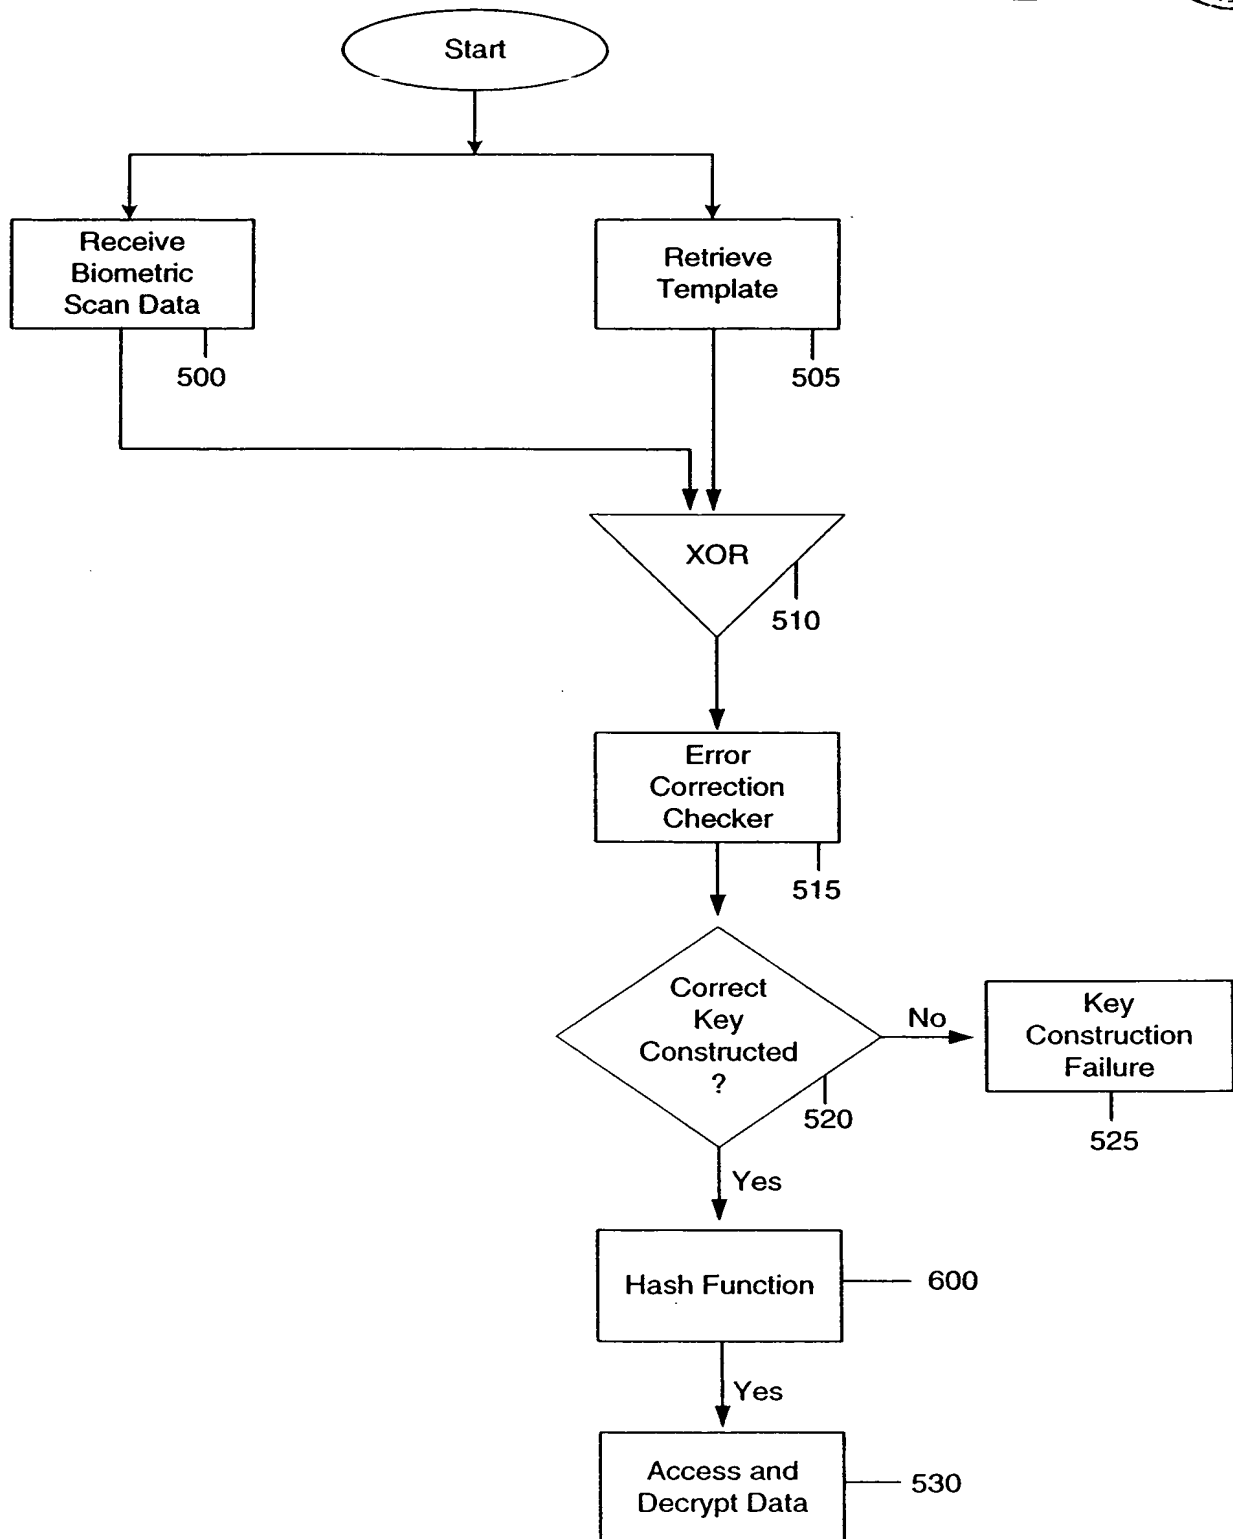 Start
Receive
Biometric
Scan Data
500
Retrieve
Template
505
XOR
510
Error
Correction
Checker
515
Correct
Key
Constructed
?
520
No
Key
Construction
Failure
525
Yes
Hash Function
600
Yes
Access and
Decrypt Data
530